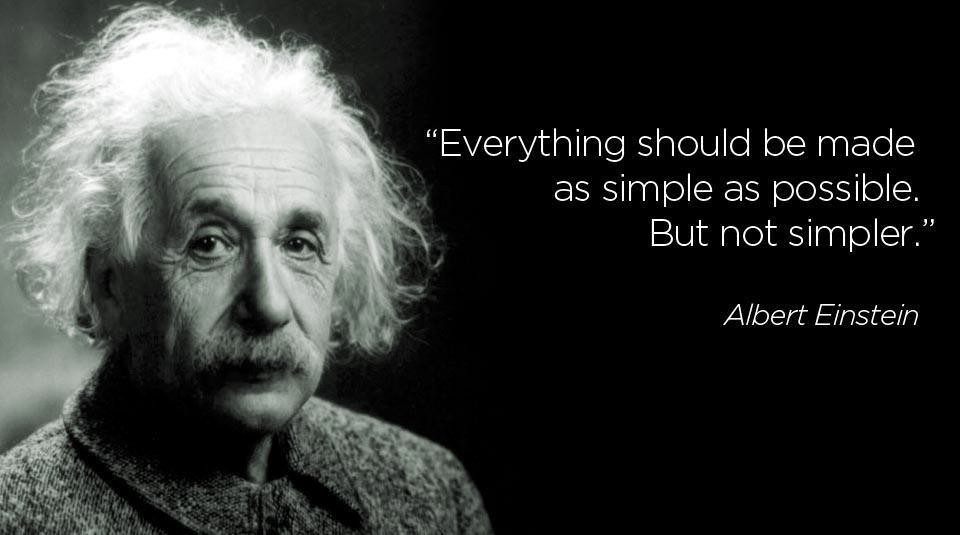 “Everything should be made
as simple as possible.
But not simpler.”
Albert Einstein